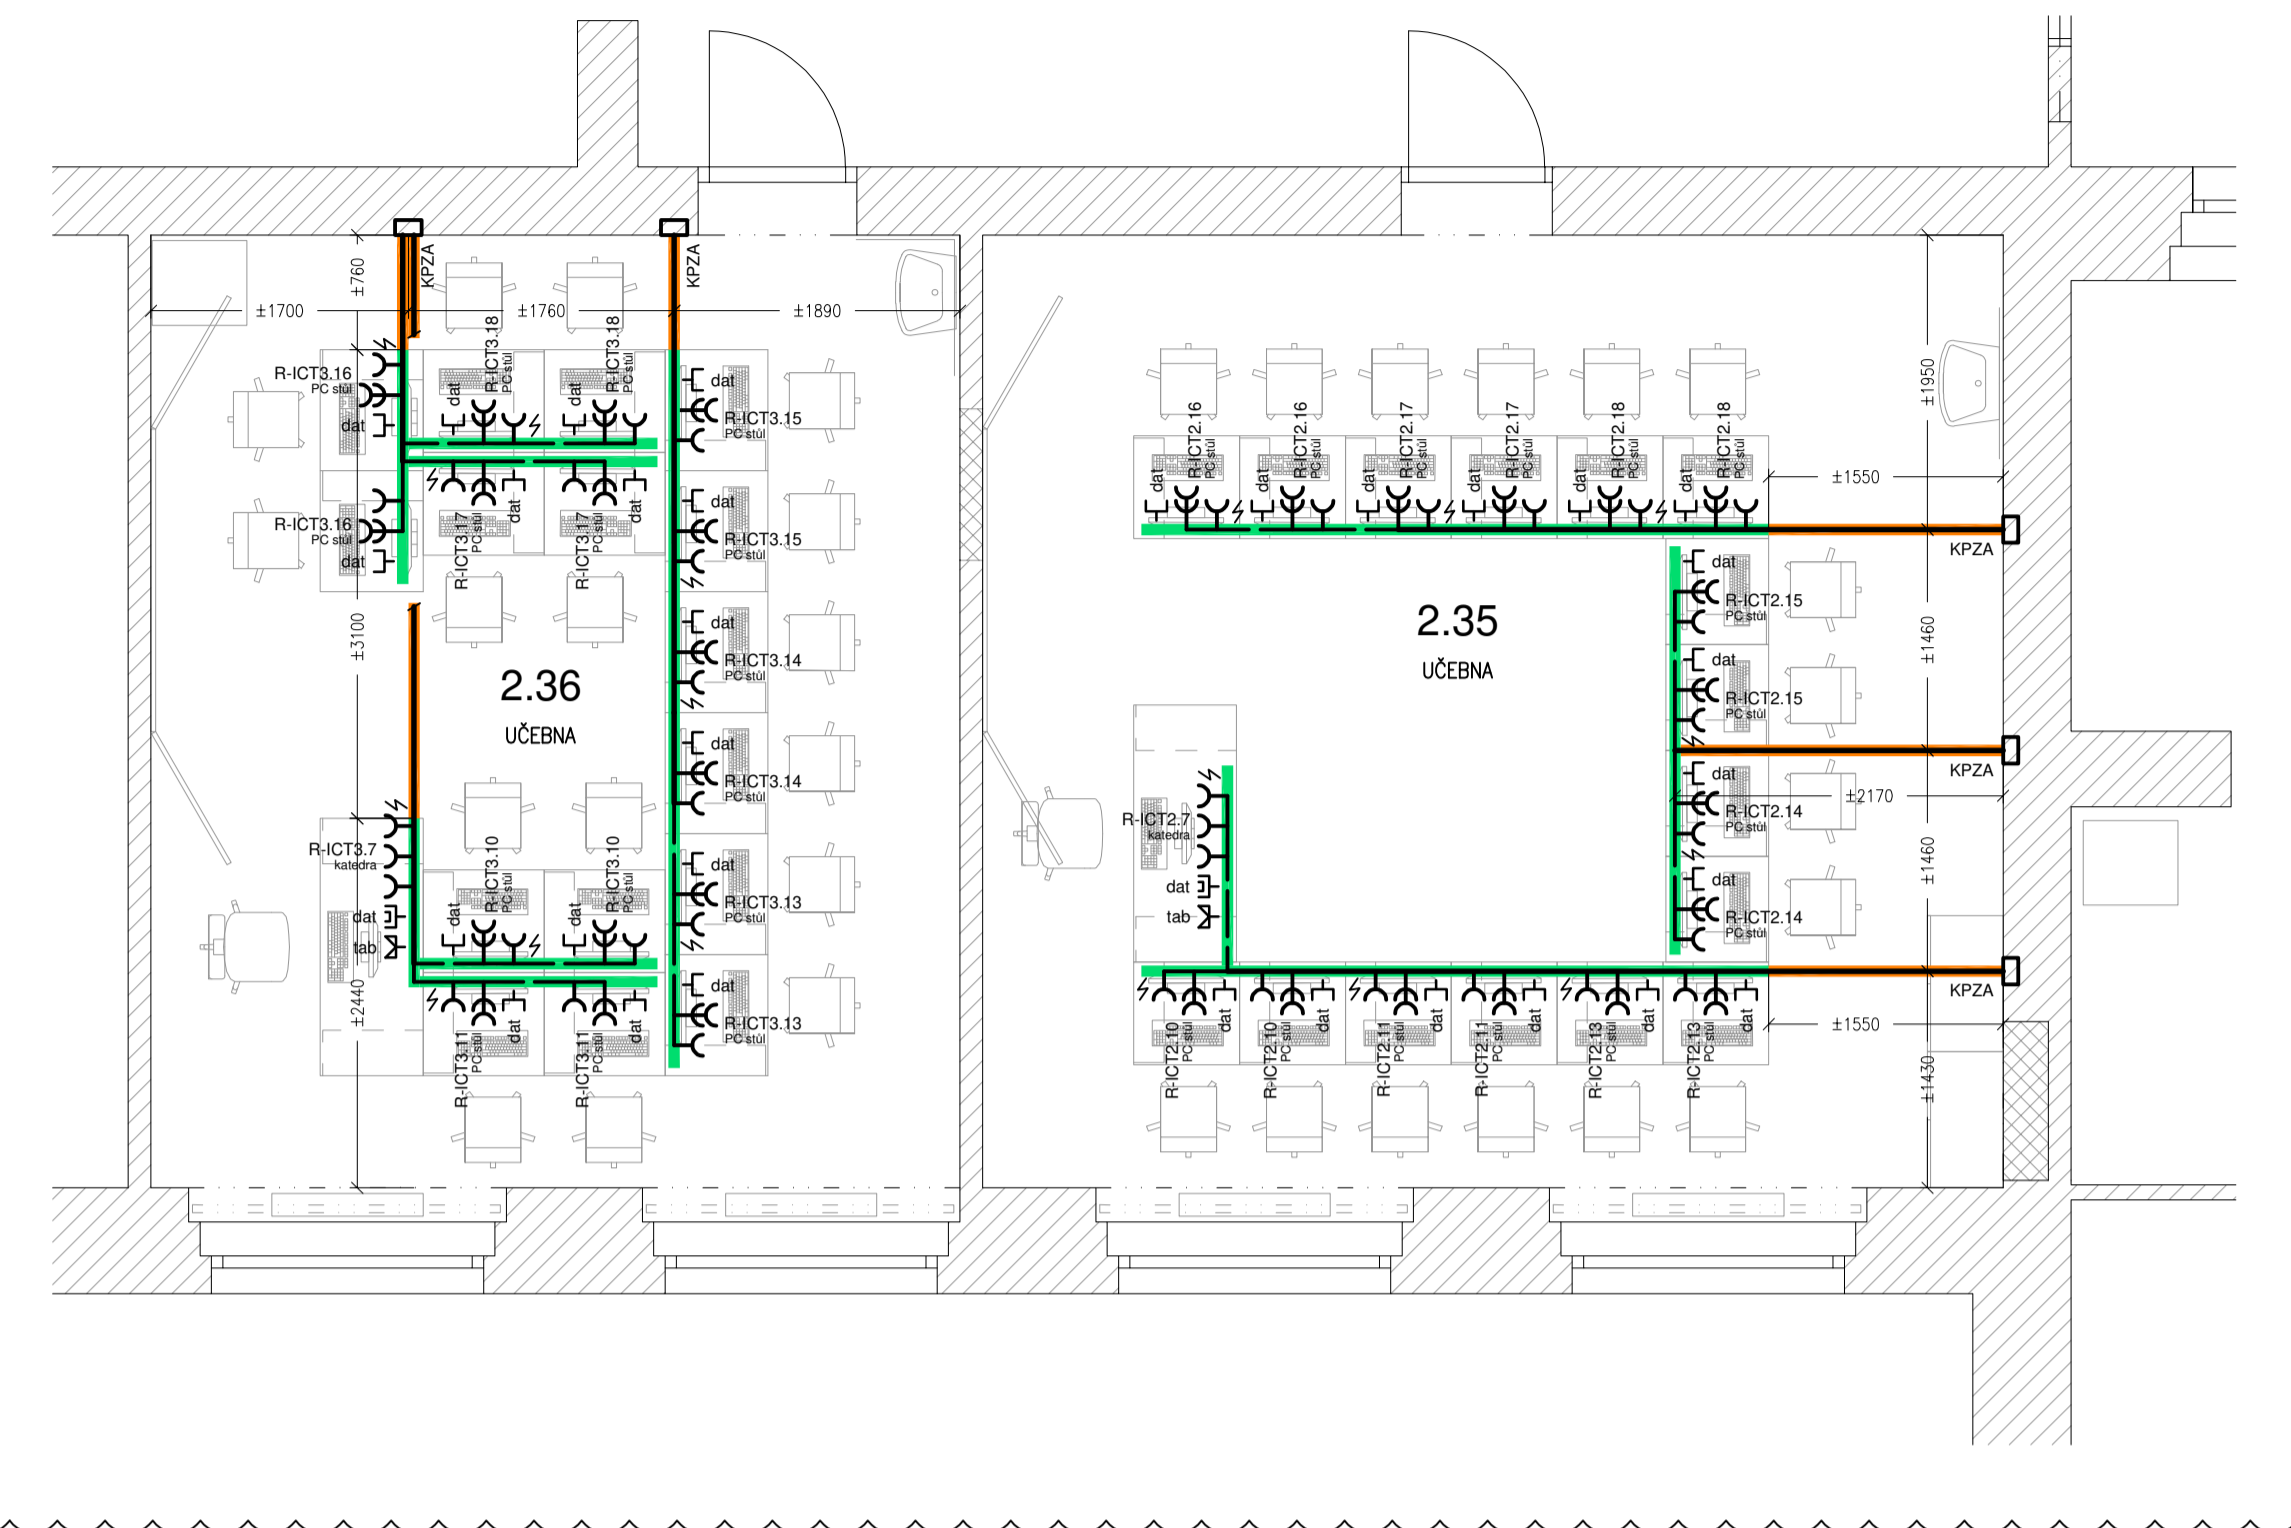 KPZA
KPZA
±760
±1700
±1760
±1890
R-ICT3.16
PC stůl
dat
R-ICT3.16
PC stůl
dat
dat
R-ICT3.18
PC stůl
dat
R-ICT3.18
PC stůl
R-ICT3.17
PC stůl
dat
R-ICT3.17
PC stůl
dat
dat
R-ICT3.15
PC stůl
dat
R-ICT3.15
PC stůl
dat
R-ICT3.14
PC stůl
dat
R-ICT3.14
PC stůl
dat
R-ICT3.13
PC stůl
dat
R-ICT3.13
PC stůl
±3100
2.36
UČEBNA
R-ICT3.7
katedra
dat
tab
±2440
dat
R-ICT3.10
PC stůl
dat
R-ICT3.10
PC stůl
R-ICT3.11
PC stůl
dat
R-ICT3.11
PC stůl
dat
dat
R-ICT2.16
PC stůl
dat
R-ICT2.16
PC stůl
dat
R-ICT2.17
PC stůl
dat
R-ICT2.17
PC stůl
dat
R-ICT2.18
PC stůl
dat
R-ICT2.18
PC stůl
±1950
±1550
KPZA
2.35
UČEBNA
dat
R-ICT2.15
PC stůl
dat
R-ICT2.15
PC stůl
±1460
KPZA
dat
R-ICT2.14
PC stůl
±2170
dat
R-ICT2.14
PC stůl
±1460
KPZA
R-ICT2.7
katedra
dat
tab
R-ICT2.10
PC stůl
dat
R-ICT2.10
PC stůl
dat
R-ICT2.11
PC stůl
dat
R-ICT2.11
PC stůl
dat
R-ICT2.13
PC stůl
dat
R-ICT2.13
PC stůl
dat
±1550
±1430